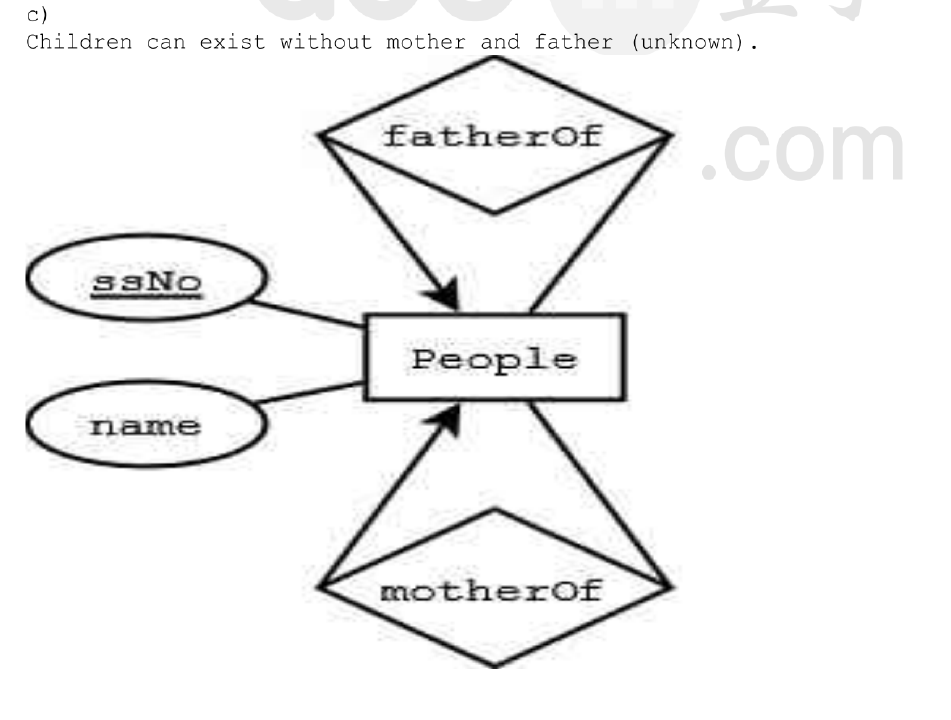 c)
Children can exist without mother and father (unknown).
fatherOf
.com
ssNo
People
name
motherOf